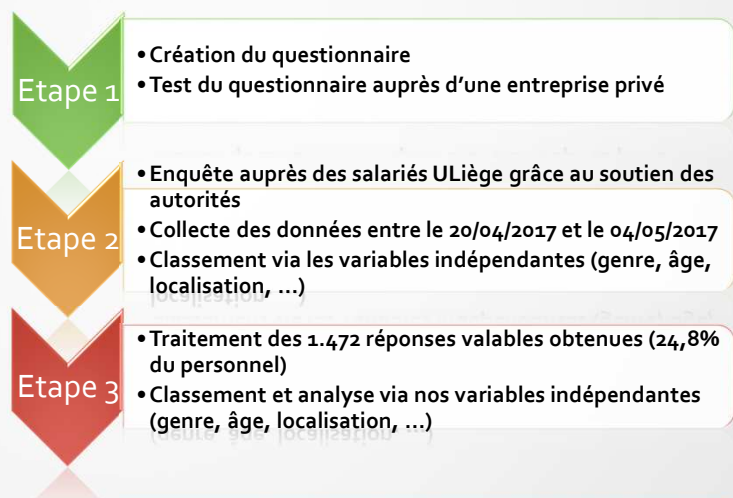 Etape 1
•Création du questionnaire
•Test du questionnaire auprès d'une entreprise privé
Etape 2
•Enquête auprès des salariés ULiège grâce au soutien des
autorités
•Collecte des données entre le 20/04/2017 et le 04/05/2017
•Classement via les variables indépendantes (genre, âge,
localisation, ...)
Etape 3
•Traitement des 1.472 réponses valables obtenues (24,8%
du personnel)
•Classement et analyse via nos variables indépendantes
(genre, âge, localisation, ...)